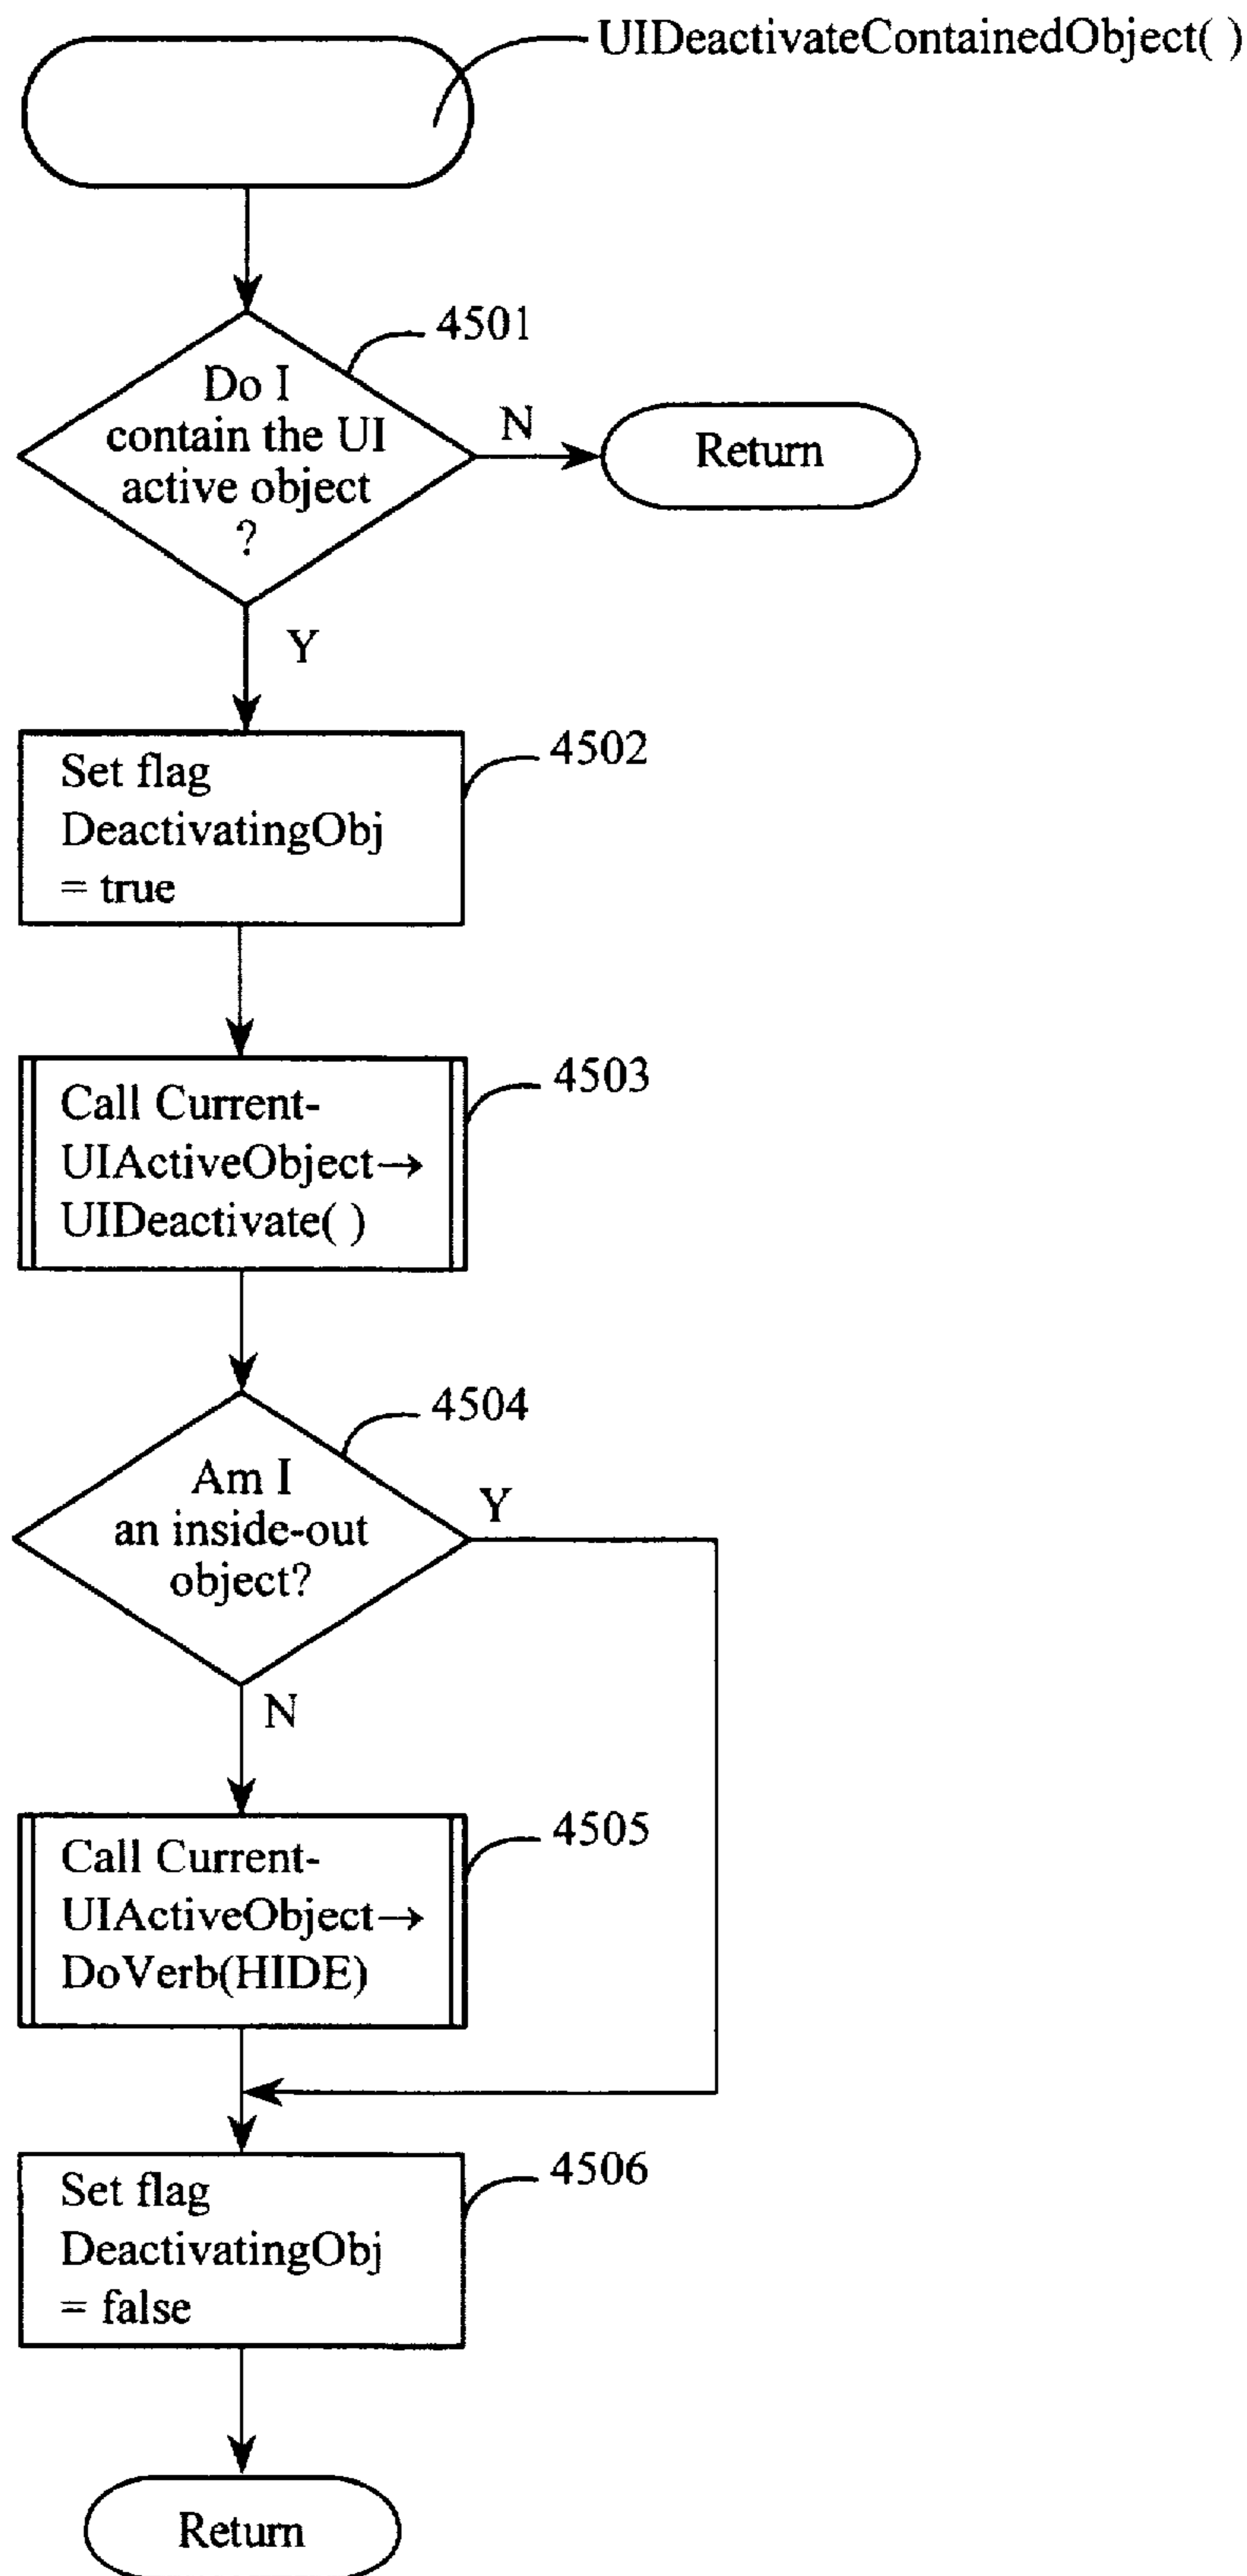 UIDeactivateContainedObject( )
4501
Do I
contain the UI
active object
?
N
Return
Y
4502
Set flag
DeactivatingObj
= true
4503
Call Current-
UIActiveObject→
UIDeactivate( )
4504
Am I
an inside-out
object?
Y
N
4505
Call Current-
UIActiveObject→
DoVerb(HIDE)
4506
Set flag
DeactivatingObj
= false
Return